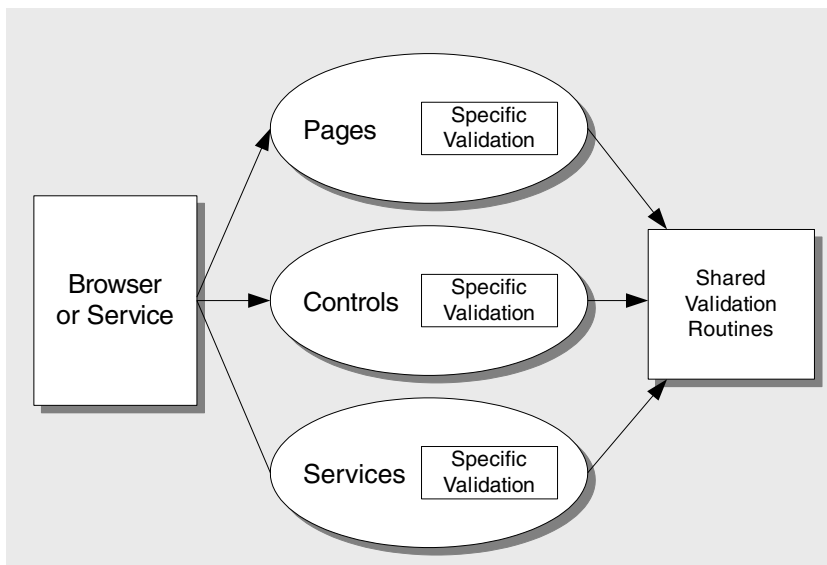 Browser
or Service
Pages
Specific
Validation
Controls
Specific
Validation
Services
Specific
Validation
Shared
Validation
Routines